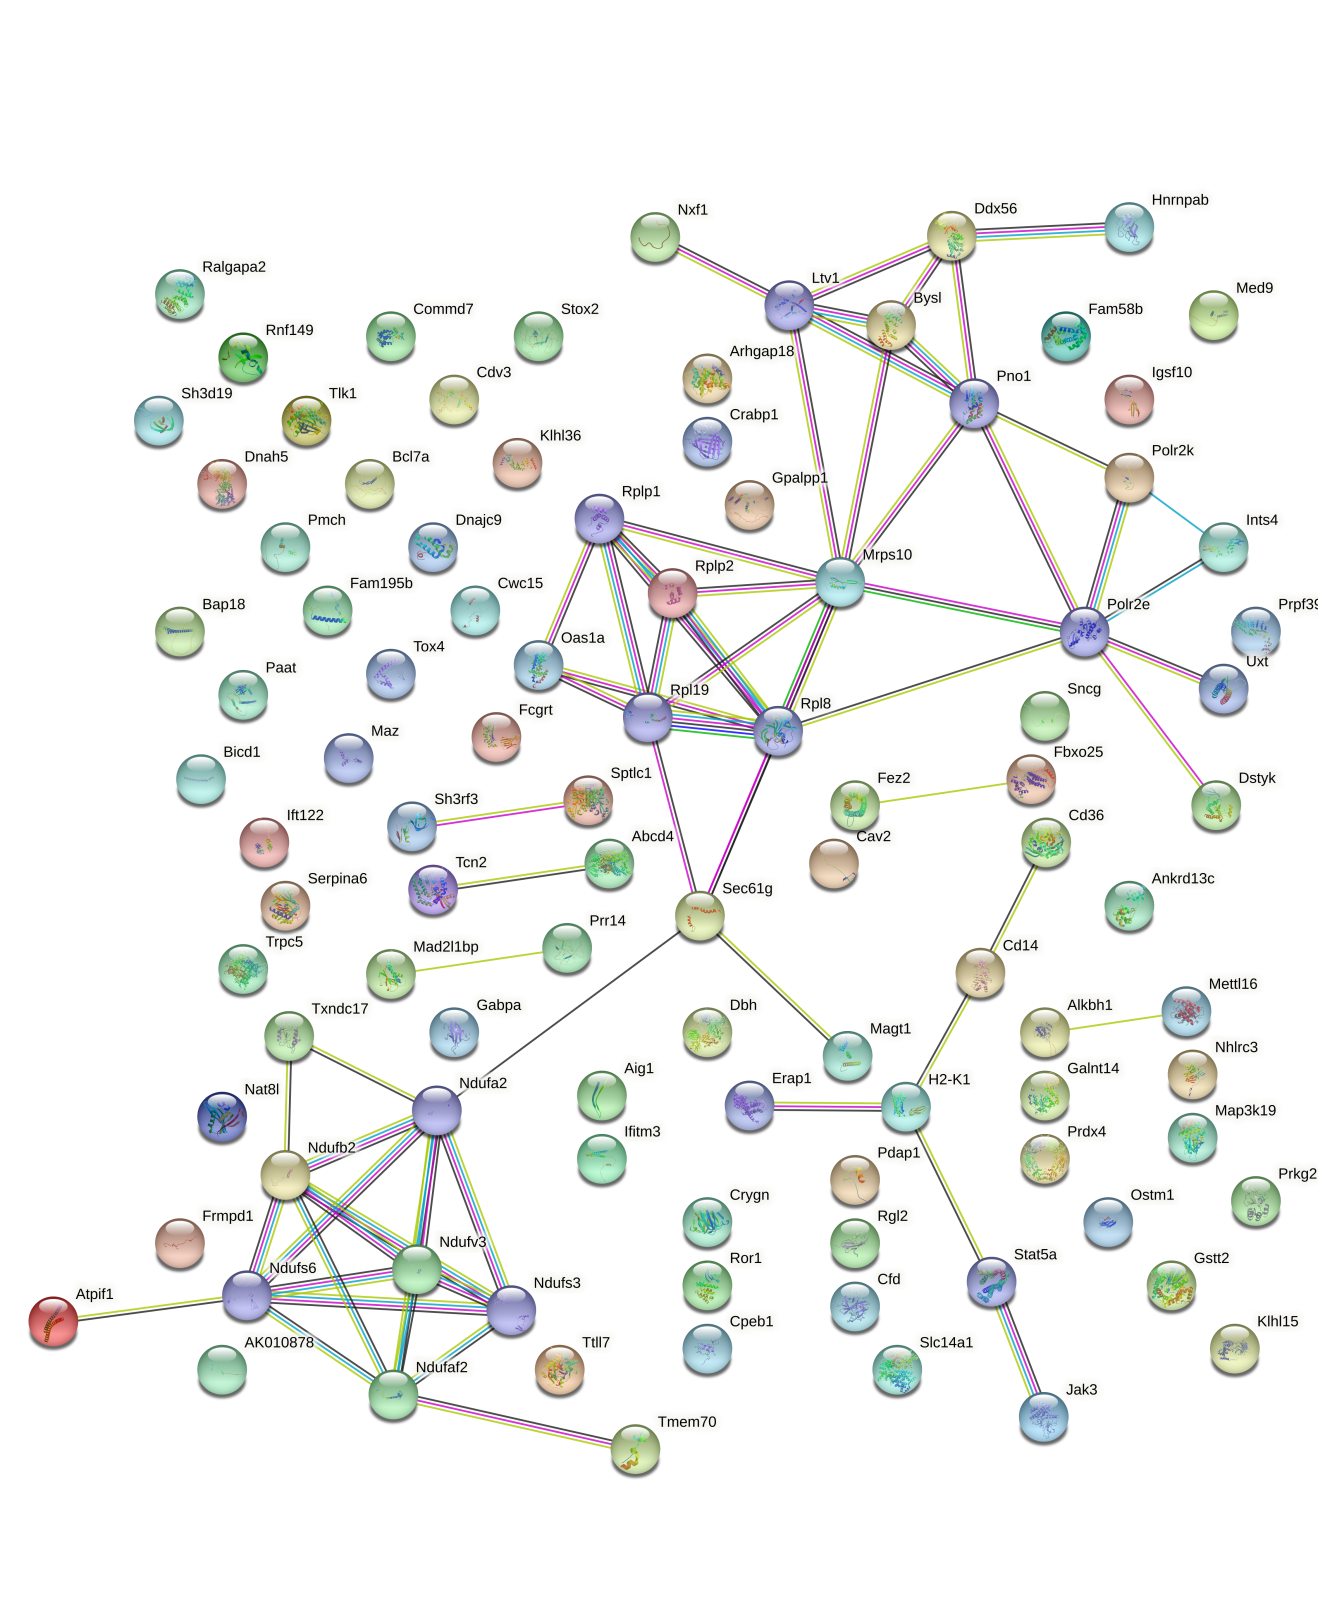 Nxf1
Ddx56
Hnrnpab
Ralgapa2
Ltv1
Bysl
Med9
Rnf149
Commd7
Stox2
Fam58b
Arhgap18
Cdv3
Pno1
Igsf10
Sh3d19
Tlk1
Crabp1
Klhl36
Polr2k
Dnah5
Bcl7a
Gpalpp1
Rplp1
Ints4
Pmch
Dnajc9
Mrps10
Rplp2
Fam195b
Cwc15
Polr2e
Prpf39
Bap18
Oas1a
Tox4
Uxt
Paat
Rpl19
Sncg
Rpl8
Fcgrt
Maz
Bicd1
Fbxo25
Sptlc1
Fez2
Dstyk
Sh3rf3
Cd36
Ift122
Abcd4
Cav2
Tcn2
Serpina6
Sec61g
Ankrd13c
Prr14
Trpc5
Mad2l1bp
Cd14
Mettl16
Txndc17
Gabpa
Dbh
Alkbh1
Magt1
Nhlrc3
Ndufa2
Aig1
Erap1
H2-K1
Galnt14
Nat8l
Map3k19
Ndufb2
Ifitm3
Pdap1
Prdx4
Prkg2
Crygn
Ostm1
Frmpd1
Rgl2
Ndufv3
Stat5a
Gstt2
Ndufs6
Ror1
Ndufs3
Atpif1
Cfd
Cpeb1
Klhl15
AK010878
Ttll7
Slc14a1
Ndufaf2
Jak3
Tmem70